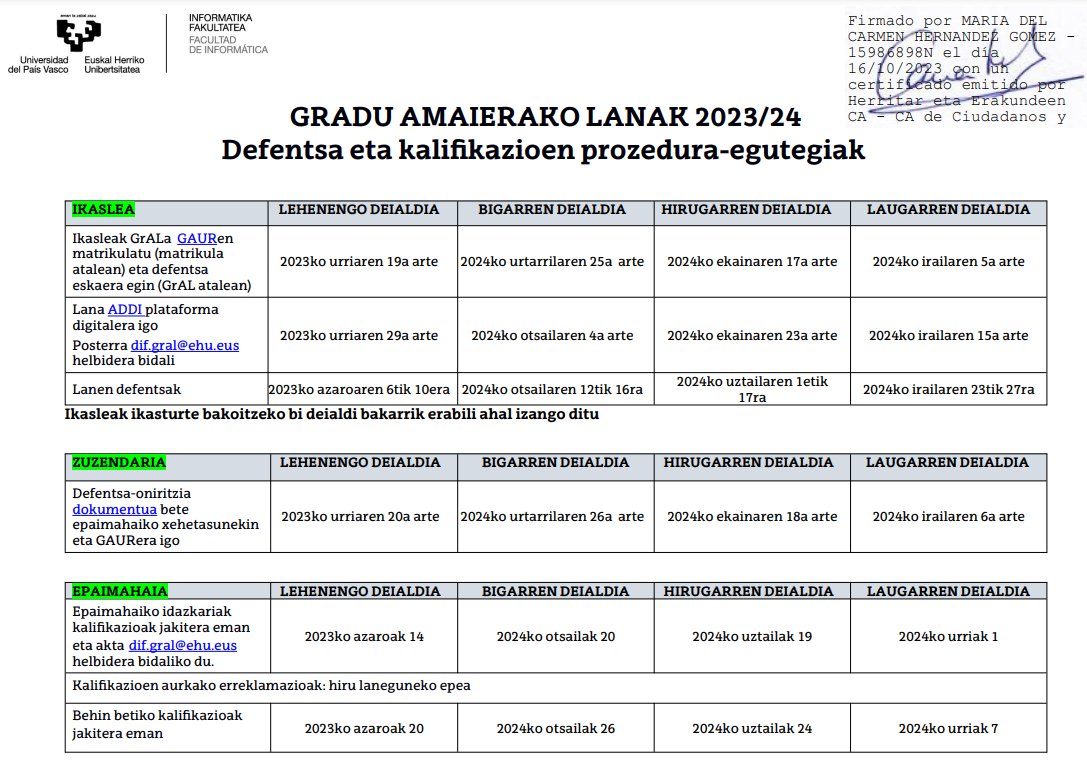 eman ta zabal zazu
Universidad Euskal Herriko
del País Vasco Unibertsitatea
INFORMATIKA
FAKULTATEA
FACULTAD
DE INFORMÁTICA
Firmado por MARIA DEL
CARMEN HERNANDEZ GOMEZ -
15986898N el día
16/10/2023 con un
certificado emitido por
Herritar eta Erakundeen
CA - CA de Ciudadanos y
GRADU AMAIERAKO LANAK 2023/24
Defentsa eta kalifikazioen prozedura-egutegiak
IKASLEA LEHENENGO DEIALDIA BIGARREN DEIALDIA HIRUGARREN DEIALDIA LAUGARREN DEIALDIA
Ikasleak GrALa GAURen
matrikulatu (matrikula
atalean) eta defentsa
eskaera egin (GrAL atalean)
2023ko urriaren 19a arte 2024ko urtarrilaren 25a arte 2024ko ekainaren 17a arte 2024ko irailaren 5a arte
Lana ADDI plataforma
digitalera igo
Posterra dif.gral@ehu.eus
helbidera bidali
2023ko urriaren 29a arte 2024ko otsailaren 4a arte 2024ko ekainaren 23a arte 2024ko irailaren 15a arte
Lanen defentsak 2023ko azaroaren 6tik 10era 2024ko otsailaren 12tik 16ra 2024ko uztailaren 1etik
17ra
2024ko irailaren 23tik 27ra
Ikasleak ikasturte bakoitzeko bi deialdi bakarrik erabili ahal izango ditu
ZUZENDARIA LEHENENGO DEIALDIA BIGARREN DEIALDIA HIRUGARREN DEIALDIA LAUGARREN DEIALDIA
Defentsa-oniritzia
dokumentua bete
epaimahaiko xehetasunekin
eta GAURera igo
2023ko urriaren 20a arte 2024ko urtarrilaren 26a arte 2024ko ekainaren 18a arte 2024ko irailaren 6a arte
EPAIMAHAIA LEHENENGO DEIALDIA BIGARREN DEIALDIA HIRUGARREN DEIALDIA LAUGARREN DEIALDIA
Epaimahaiko idazkariak
kalifikazioak jakitera eman
eta akta dif.gral@ehu.eus
helbidera bidaliko du.
2023ko azaroak 14 2024ko otsailak 20 2024ko uztailak 19 2024ko urriak 1
Kalifikazioen aurkako erreklamazioak: hiru laneguneko epea
Behin betiko kalifikazioak
jakitera eman
2023ko azaroak 20 2024ko otsailak 26 2024ko uztailak 24 2024ko urriak 7